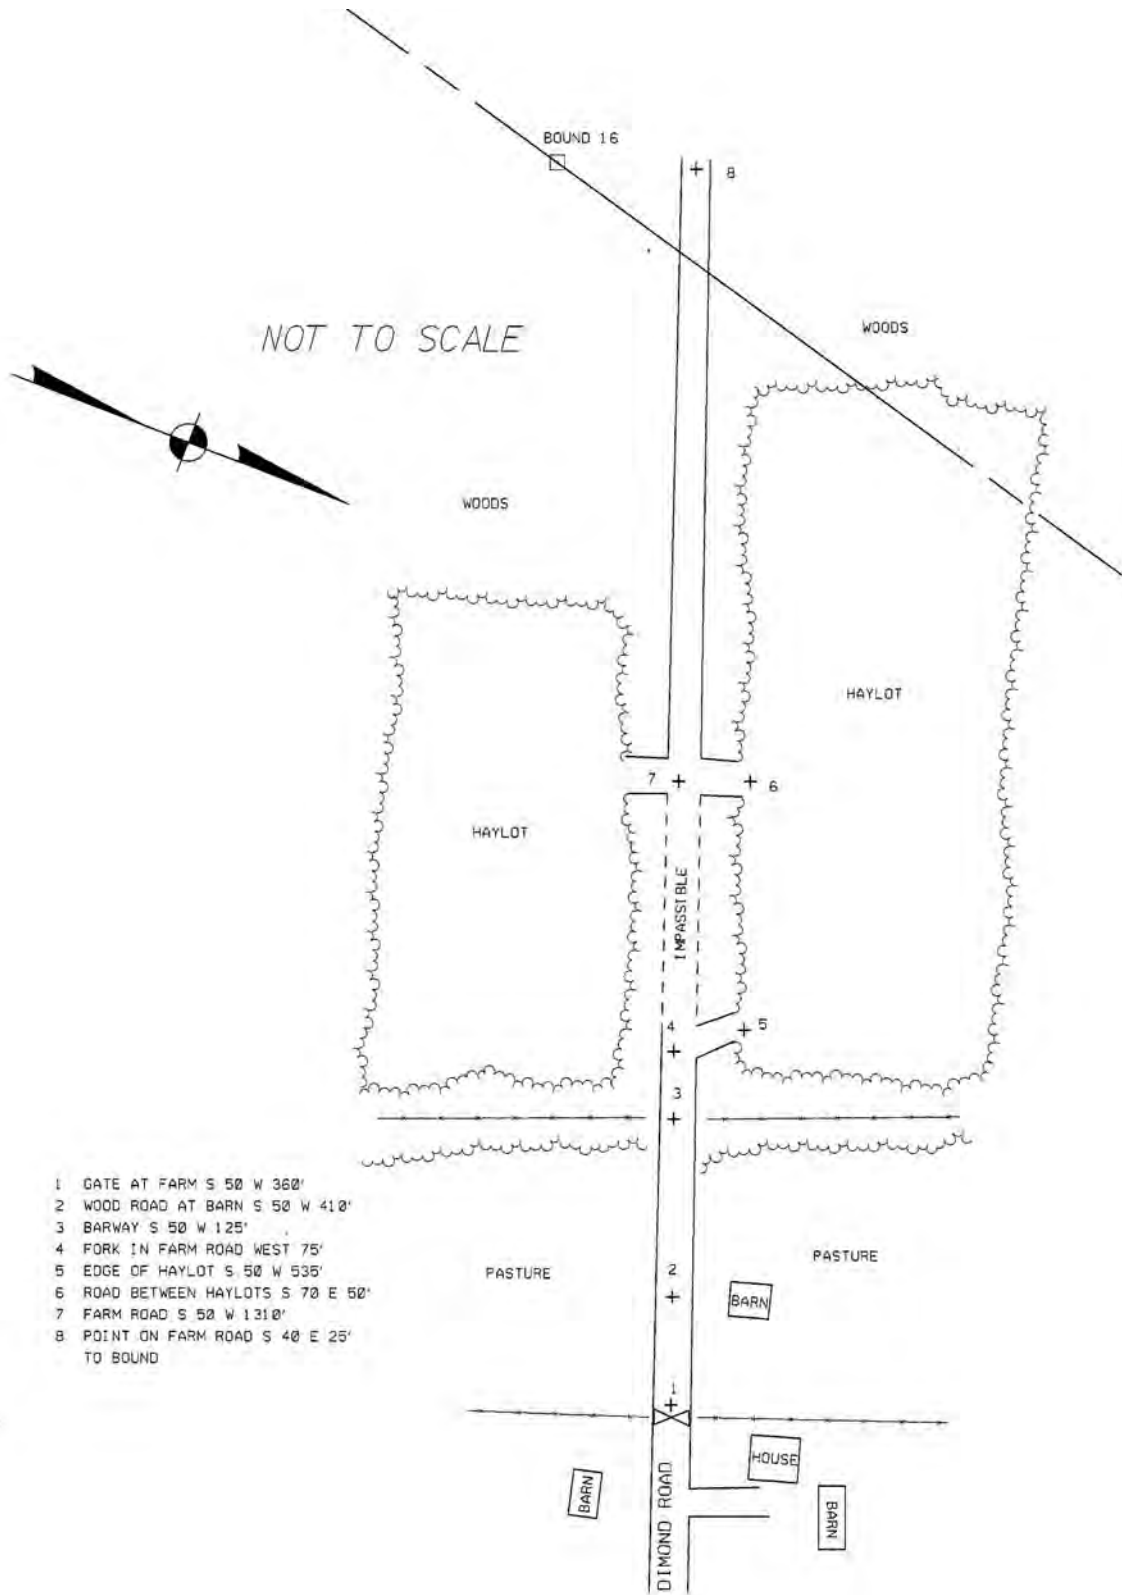 BOUND 16
8
NOT TO SCALE
WOODS
WOODS
HAYLOT
7
6
HAYLOT
IMPASSIBLE
4
5
3
1 GATE AT FARM S 50 W 360'
2 WOOD ROAD AT BARN S 50 W 410'
3 BARWAY S 50 W 125'
4 FORK IN FARM ROAD WEST 75'
5 EDGE OF HAYLOT S 50 W 535'
6 ROAD BETWEEN HAYLOTS S 70 E 50'
7 FARM ROAD S 50 W 1310'
8 POINT ON FARM ROAD S 40 E 25'
TO BOUND
PASTURE
2
PASTURE
BARN
1
HOUSE
BARN
DIMOND ROAD
BARN